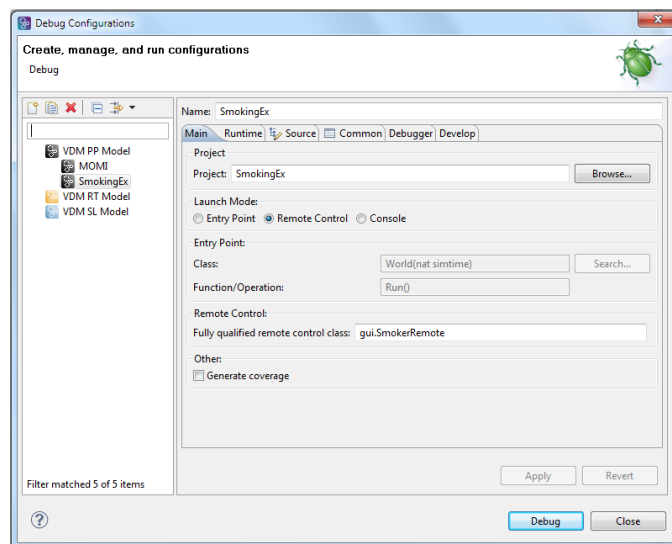 Debug Configurations
Create, manage, and run configurations
Debug
Name: SmokingEx
Main Runtime Source Common Debugger Develop
VDM PP Model
MOMI
SmokingEx
VDM RT Model
VDM SL Model
Project
Project: SmokingEx Browse...
Launch Mode:
Entry Point Remote Control Console
Entry Point:
Class: World(nat simtime) Search...
Function/Operation: Run()
Remote Control:
Fully qualified remote control class: gui.SmokerRemote
Other:
Generate coverage
Apply Revert
Filter matched 5 of 5 items
? Debug Close